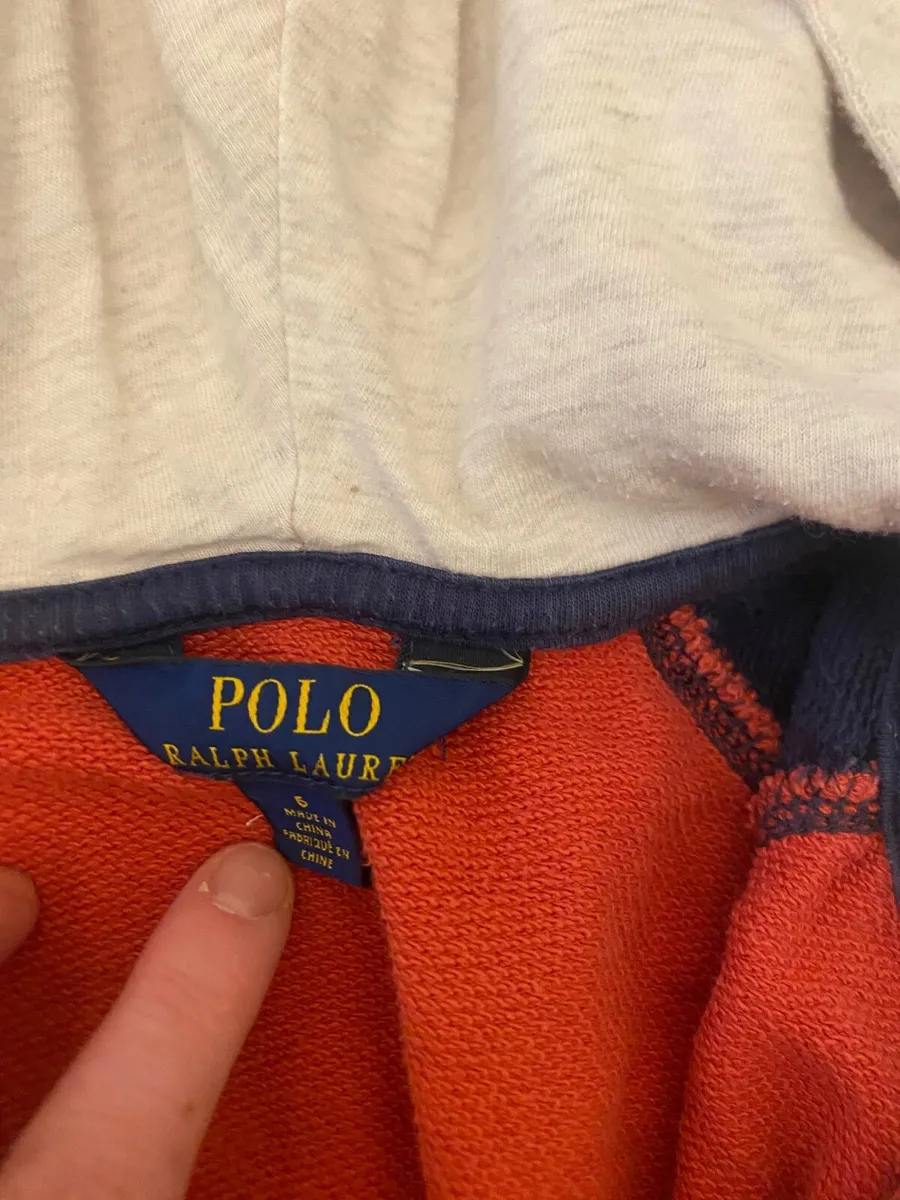 POLO
RALPH LAURE
6
MADE IN
CHINA
FABRIQUÉ EN
CHINE